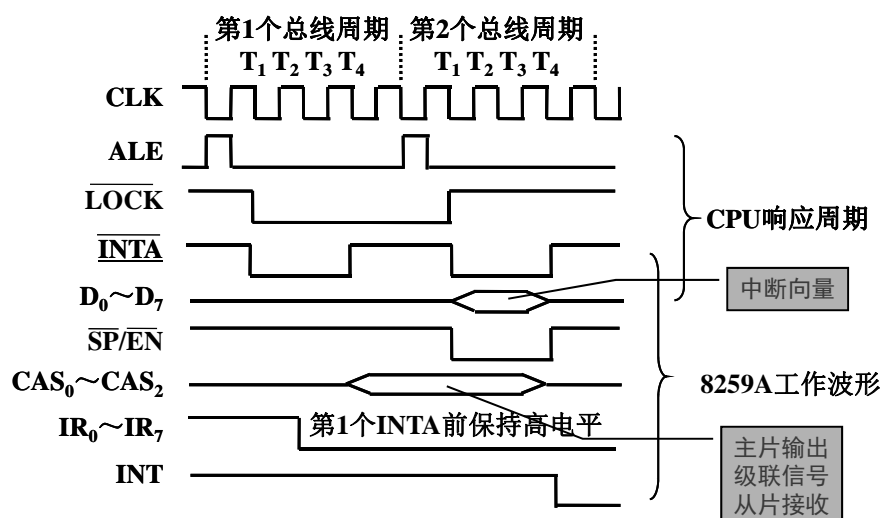 第1个总线周期 第2个总线周期
T₁ T₂ T₃ T₄ T₁ T₂ T₃ T₄
CLK
ALE
L̅O̅C̅K̅
CPU响应周期
I̅N̅T̅A̅
中断向量
D₀～D₇
S̅P̅/E̅N̅
CAS₀～CAS₂
8259A工作波形
IR₀～IR₇
第1个INTA前保持高电平
INT
主片输出
级联信号
从片接收